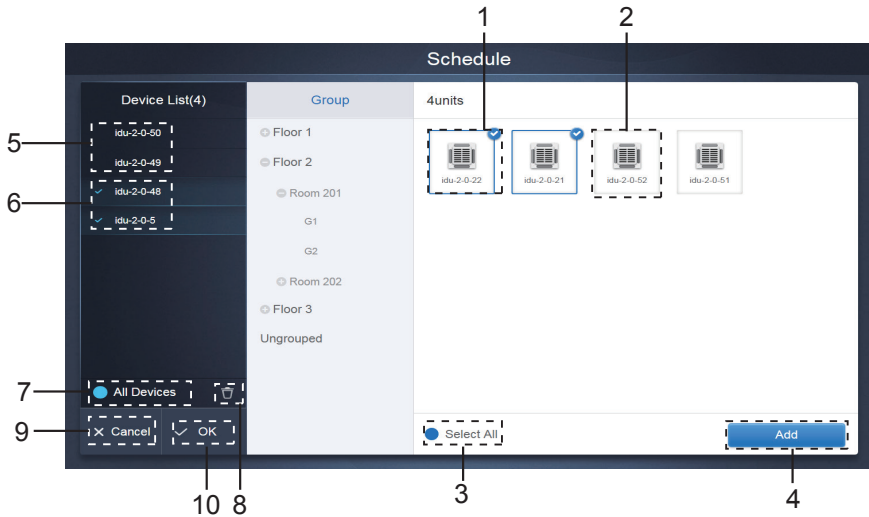 1
2
Schedule
Device List(4)
Group
4units
5
idu-2-0-50
idu-2-0-49
6
idu-2-0-48
idu-2-0-5
Floor 1
Floor 2
Room 201
G1
G2
Room 202
Floor 3
Ungrouped
idu-2-0-22
idu-2-0-21
idu-2-0-52
idu-2-0-51
7
All Devices
9
Cancel
OK
Select All
Add
10
8
3
4